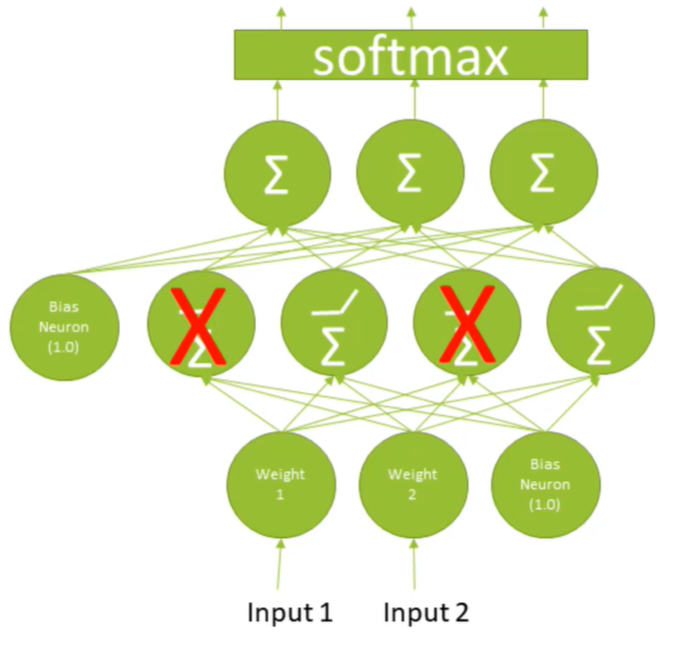 softmax
Σ Σ Σ
Bias
Neuron
(1.0)
X
Σ
Σ
X
Σ
Σ
Weight
1
Weight
2
Bias
Neuron
(1.0)
Input 1 Input 2